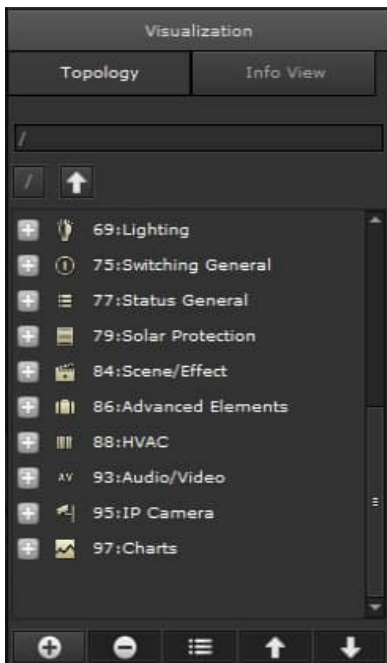 Visualization
Topology Info View
/
/
69:Lighting
75:Switching General
77:Status General
79:Solar Protection
84:Scene/Effect
86:Advanced Elements
88:HVAC
AV 93:Audio/Video
95:IP Camera
97:Charts